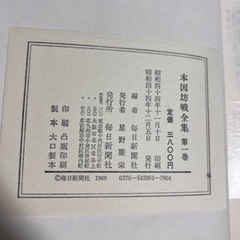 本因坊戦全集 第一巻
定価 三八〇〇円
昭和四十四年十一月十日 印刷
昭和四十四年十二月五日 発行
編者 毎日新聞社
発行者 星野慶栄
発行所 毎日新聞社
印刷 凸版印刷
製本 大口製本
©毎日新聞社 1969
0376-542001-7904